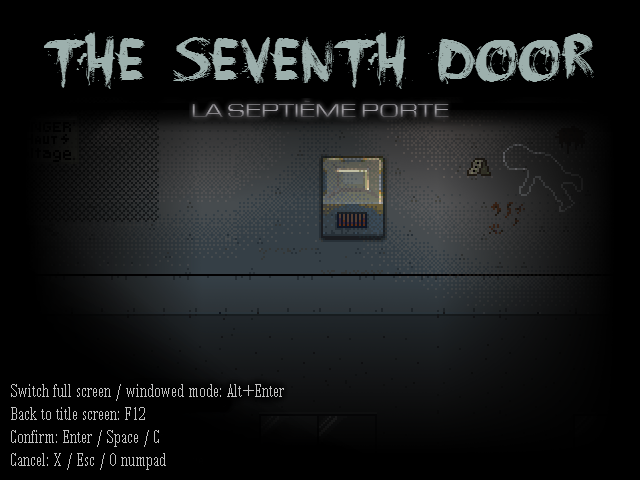 THE SEVENTH DOOR
LA SEPTIÈME PORTE
Switch full screen / windowed mode: Alt+Enter
Back to title screen: F12
Confirm: Enter / Space / C
Cancel: X / Esc / 0 numpad